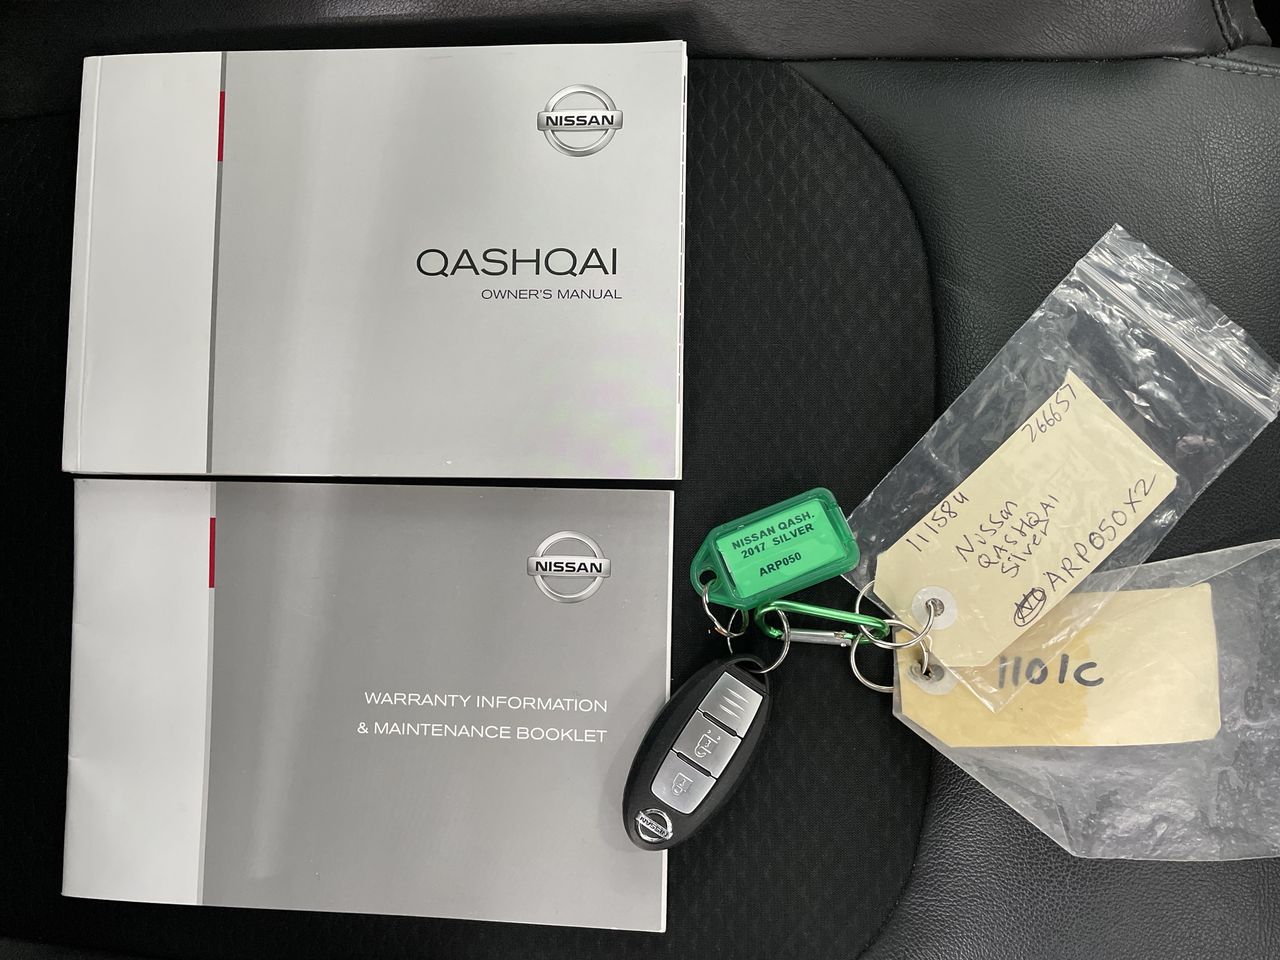 NISSAN
QASHQAI
OWNER'S MANUAL
NISSAN
WARRANTY INFORMATION
& MAINTENANCE BOOKLET
NISSAN QASH.
2017 SILVER
ARP050
NISSAN
266657
11158U
Nissan
QASHQAI
Silver
ARP050X2
1101C